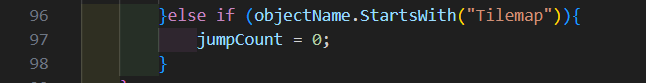 96 }else if (objectName.StartsWith("Tilemap")){
97 jumpCount = 0;
98 }